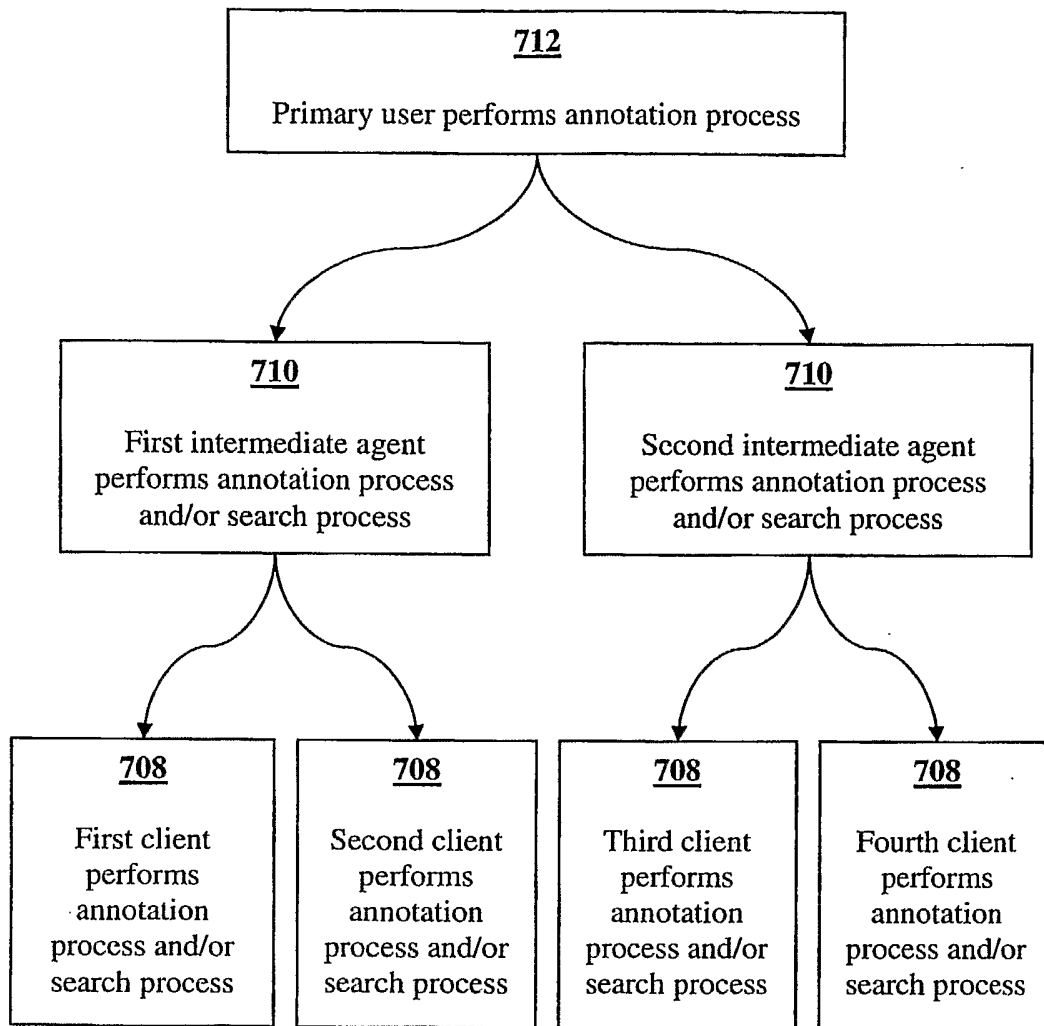 712
Primary user performs annotation process
710
First intermediate agent
performs annotation process
and/or search process
710
Second intermediate agent
performs annotation process
and/or search process
708
First client
performs
annotation
process and/or
search process
708
Second client
performs
annotation
process and/or
search process
708
Third client
performs
annotation
process and/or
search process
708
Fourth client
performs
annotation
process and/or
search process